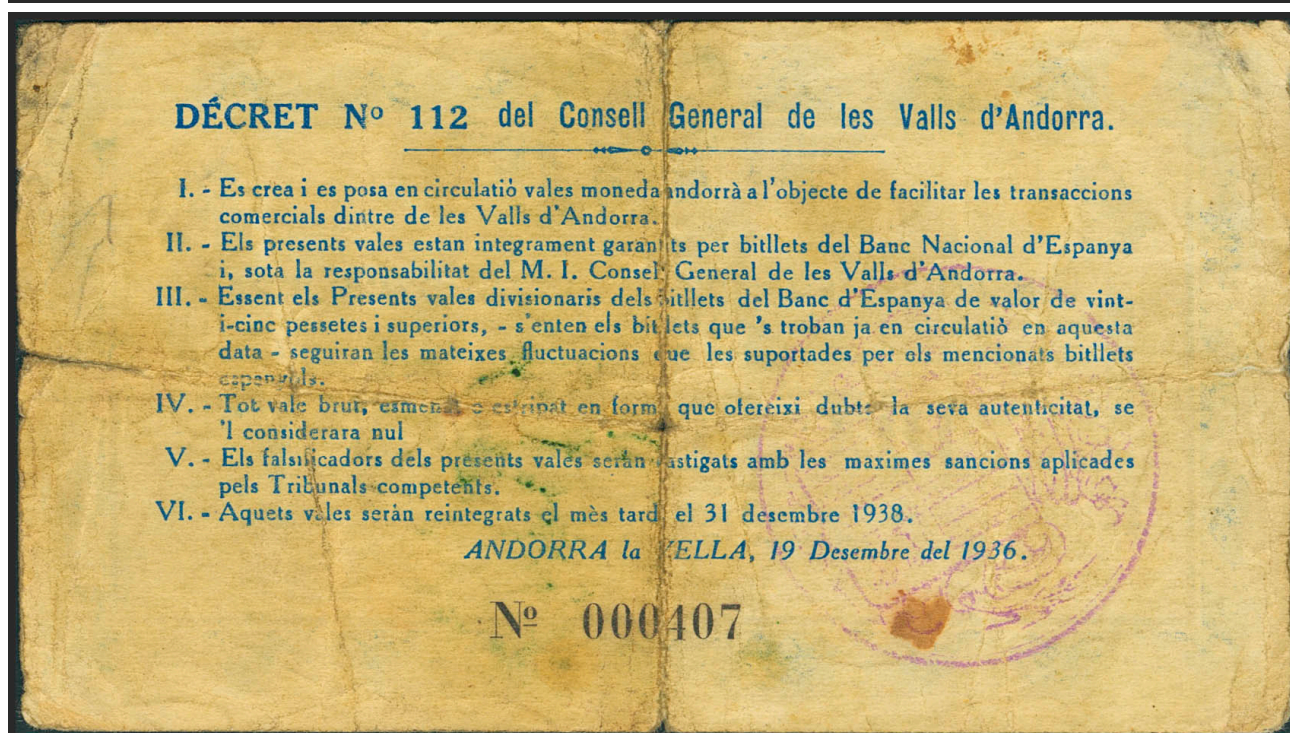 DÉCRET Nº 112 del Consell General de les Valls d'Andorra.
I. - Es crea i es posa en circulatiò vales moneda andorrà a l'objecte de facilitar les transaccions
comercials dintre de les Valls d'Andorra.
II. - Els presents vales estan integrament garantits per bitllets del Banc Nacional d'Espanya
i, sota la responsabilitat del M. I. Consell General de les Valls d'Andorra.
III. - Essent els Presents vales divisionaris dels bitllets del Banc d'Espanya de valor de vint-
i-cinc pessetes i superiors, - s'enten els bitllets que 's troban ja en circulatiò en aquesta
data - seguiran les mateixes fluctuacions que les suportades per els mencionats bitllets
espanyols.
IV. - Tot vale brut, esmenat o estripat en forma que ofereixi dubte la seva autenticitat, se
'l considerara nul
V. - Els falsificadors dels presents vales seràn castigats amb les maximes sancions aplicades
pels Tribunals competents.
VI. - Aquets vales seràn reintegrats el mès tard el 31 desembre 1938.
ANDORRA la VELLA, 19 Desembre del 1936.
Nº 000407